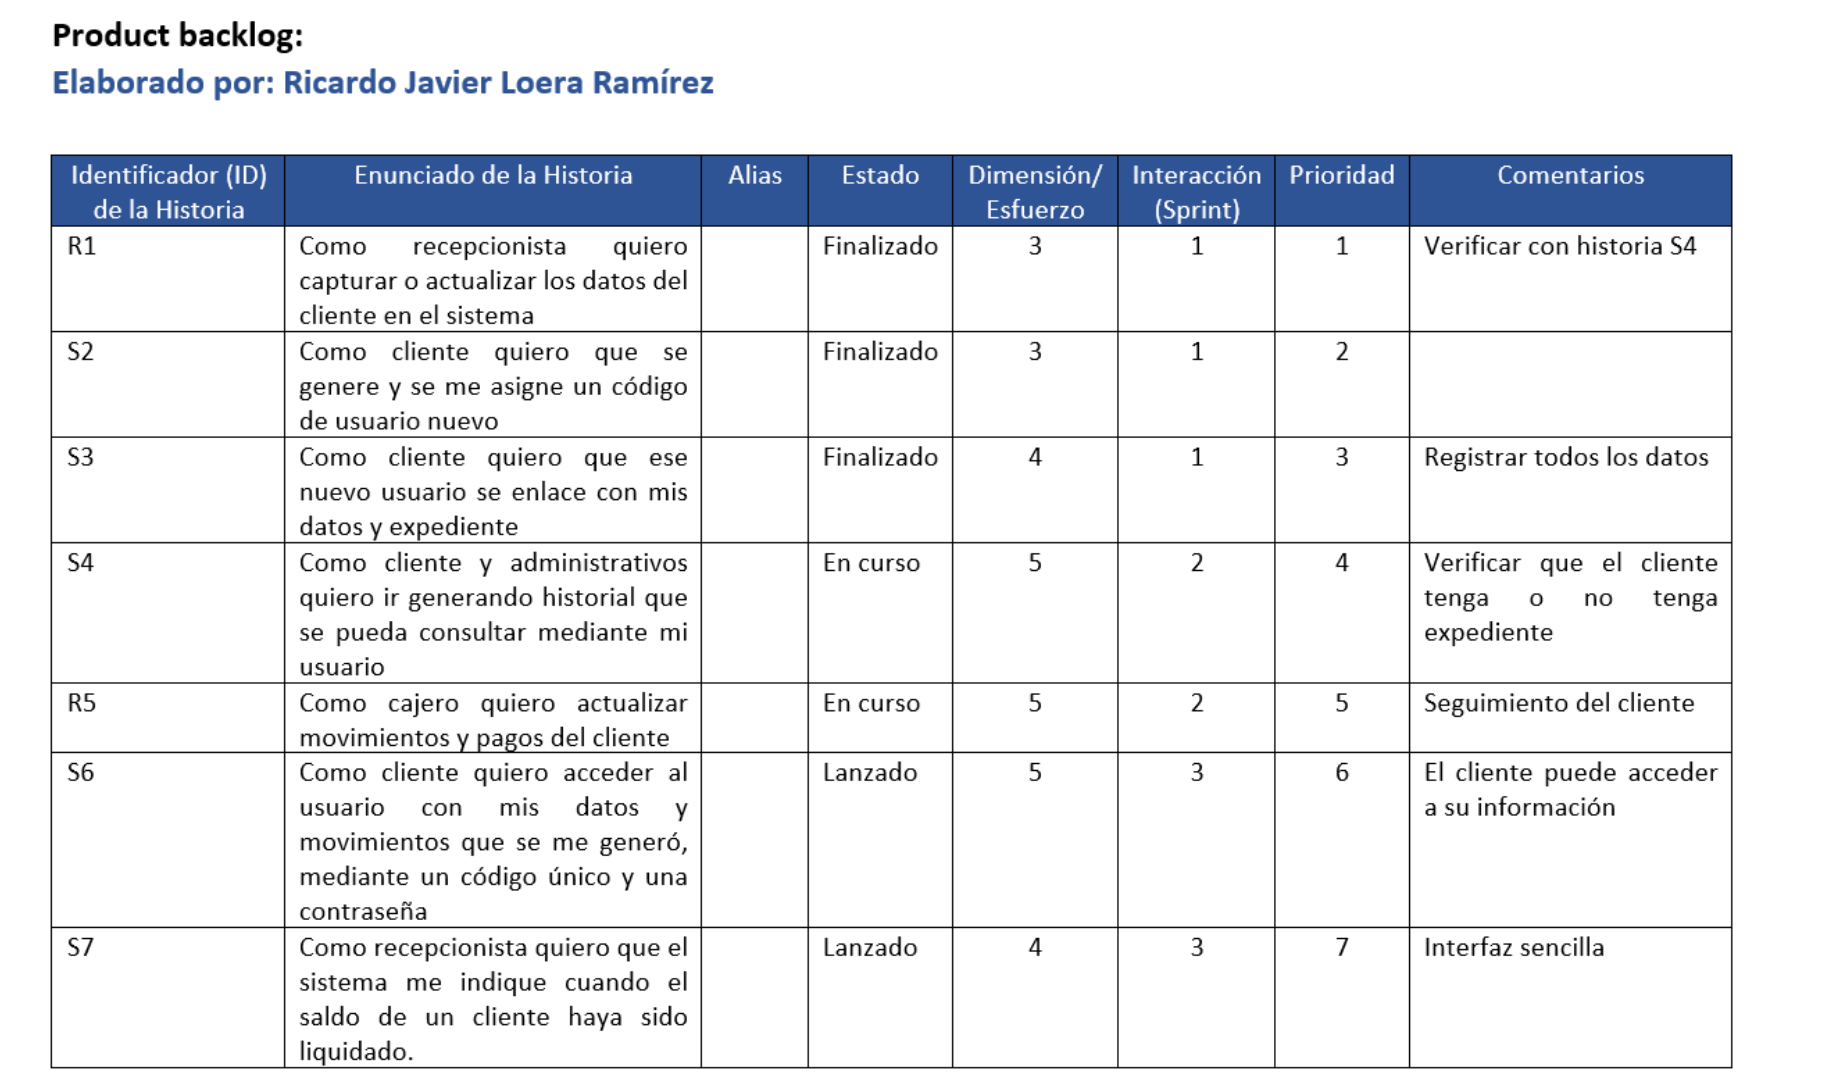 Product backlog:
Elaborado por: Ricardo Javier Loera Ramírez
Identificador (ID) de la Historia | Enunciado de la Historia | Alias | Estado | Dimensión/ Esfuerzo | Interacción (Sprint) | Prioridad | Comentarios
R1 | Como recepcionista quiero capturar o actualizar los datos del cliente en el sistema | | Finalizado | 3 | 1 | 1 | Verificar con historia S4
S2 | Como cliente quiero que se genere y se me asigne un código de usuario nuevo | | Finalizado | 3 | 1 | 2 |
S3 | Como cliente quiero que ese nuevo usuario se enlace con mis datos y expediente | | Finalizado | 4 | 1 | 3 | Registrar todos los datos
S4 | Como cliente y administrativos quiero ir generando historial que se pueda consultar mediante mi usuario | | En curso | 5 | 2 | 4 | Verificar que el cliente tenga o no tenga expediente
R5 | Como cajero quiero actualizar movimientos y pagos del cliente | | En curso | 5 | 2 | 5 | Seguimiento del cliente
S6 | Como cliente quiero acceder al usuario con mis datos y movimientos que se me generó, mediante un código único y una contraseña | | Lanzado | 5 | 3 | 6 | El cliente puede acceder a su información
S7 | Como recepcionista quiero que el sistema me indique cuando el saldo de un cliente haya sido liquidado. | | Lanzado | 4 | 3 | 7 | Interfaz sencilla